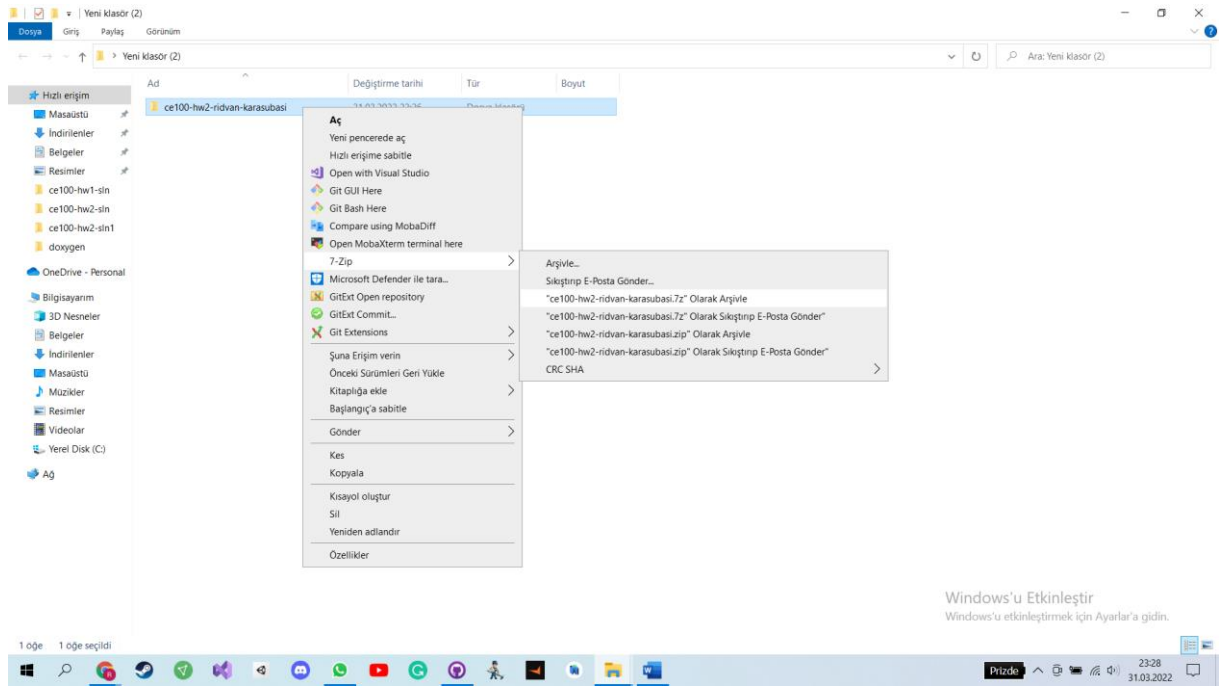 Yeni klasör (2)
Dosya Giriş Paylaş Görünüm
Yeni klasör (2) Ara: Yeni klasör (2)
Ad Değiştirme tarihi Tür Boyut
ce100-hw2-ridvan-karasubasi 31.03.2022 23:26 Dosya klasörü
Hızlı erişim
Masaüstü
İndirilenler
Belgeler
Resimler
ce100-hw1-sln
ce100-hw2-sln
ce100-hw2-sln1
doxygen
OneDrive - Personal
Bilgisayarım
3D Nesneler
Belgeler
İndirilenler
Masaüstü
Müzikler
Resimler
Videolar
Yerel Disk (C:)
Ağ
Aç
Yeni pencerede aç
Hızlı erişime sabitle
Open with Visual Studio
Git GUI Here
Git Bash Here
Compare using MobaDiff
Open MobaXterm terminal here
7-Zip
Microsoft Defender ile tara...
GitExt Open repository
GitExt Commit...
Git Extensions
Şuna Erişim verin
Önceki Sürümleri Geri Yükle
Kitaplığa ekle
Başlangıç'a sabitle
Gönder
Kes
Kopyala
Kısayol oluştur
Sil
Yeniden adlandır
Özellikler
Arşivle...
Sıkıştırıp E-Posta Gönder...
"ce100-hw2-ridvan-karasubasi.7z" Olarak Arşivle
"ce100-hw2-ridvan-karasubasi.7z" Olarak Sıkıştırıp E-Posta Gönder"
"ce100-hw2-ridvan-karasubasi.zip" Olarak Arşivle
"ce100-hw2-ridvan-karasubasi.zip" Olarak Sıkıştırıp E-Posta Gönder"
CRC SHA
Windows'u Etkinleştir
Windows'u etkinleştirmek için Ayarlar'a gidin.
1 öğe 1 öğe seçildi
Prizde 23:28
31.03.2022